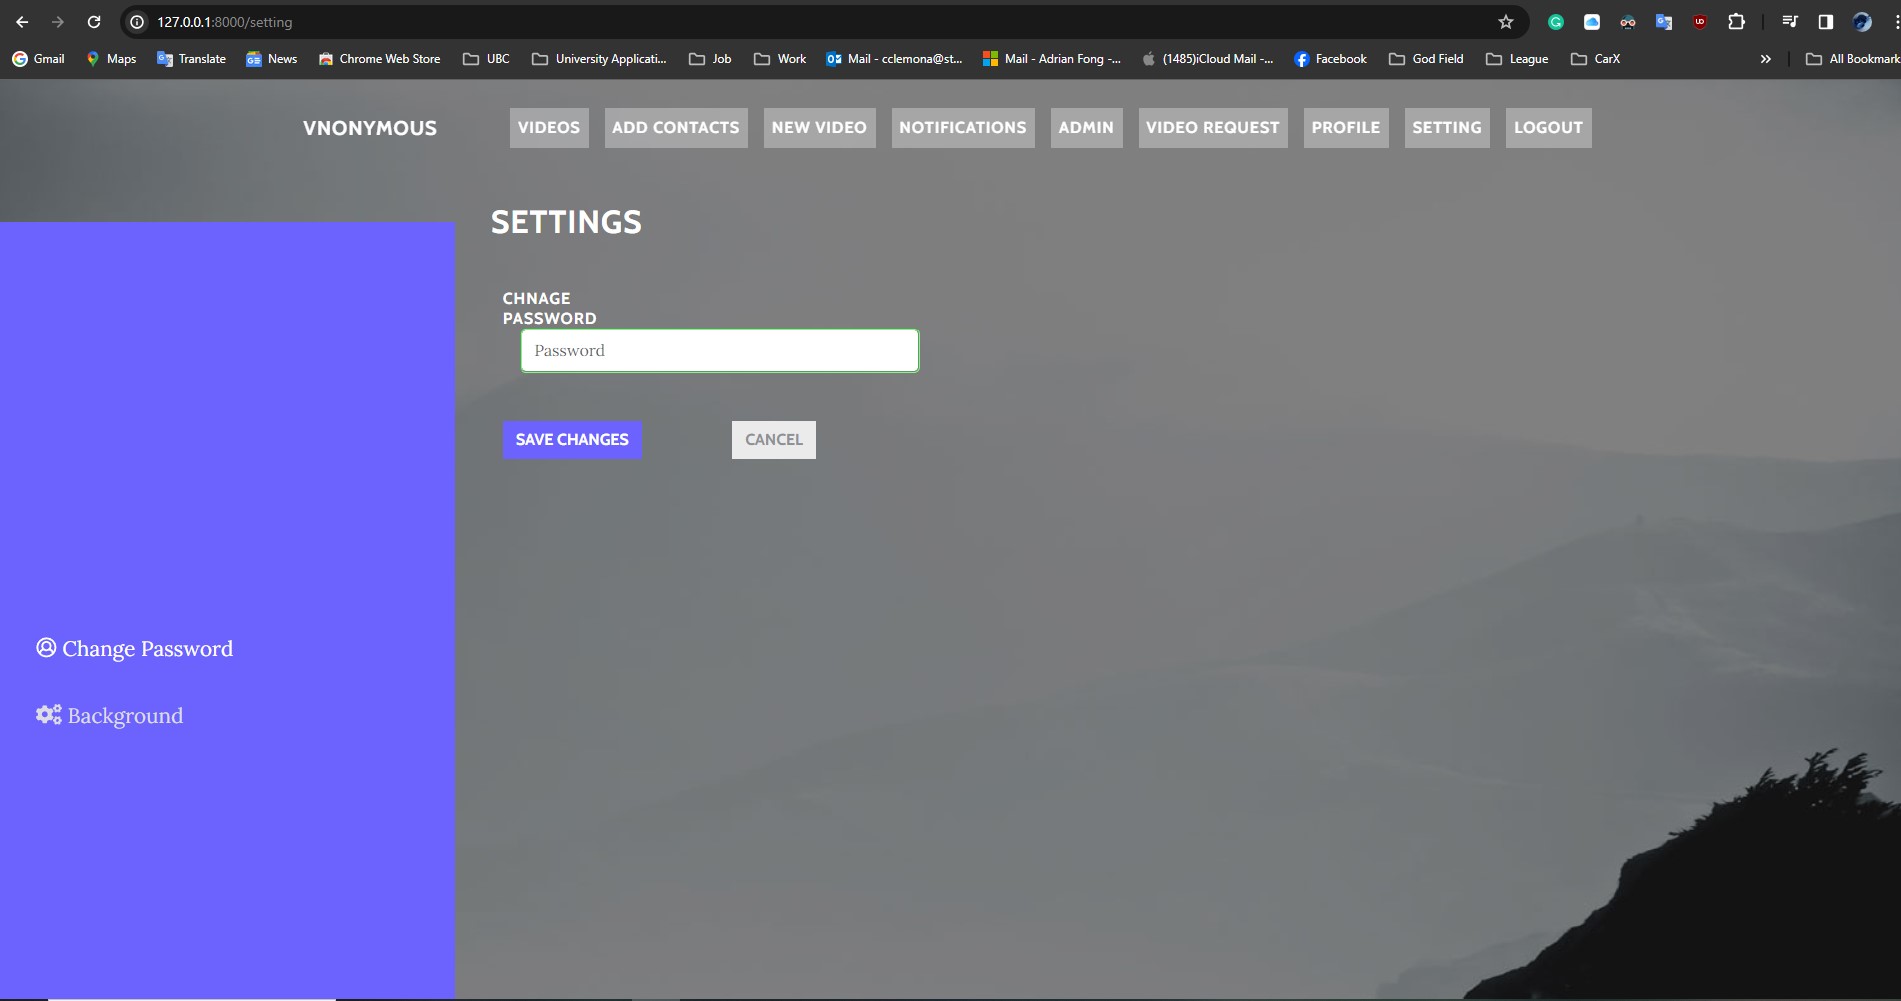 127.0.0.1:8000/setting
Gmail Maps Translate News Chrome Web Store UBC University Applicati... Job Work Mail - cclemona@st... Mail - Adrian Fong -... (1485)iCloud Mail -... Facebook God Field League CarX » All Bookmark
VNONYMOUS VIDEOS ADD CONTACTS NEW VIDEO NOTIFICATIONS ADMIN VIDEO REQUEST PROFILE SETTING LOGOUT
SETTINGS
CHNAGE
PASSWORD
Password
SAVE CHANGES CANCEL
Change Password
Background